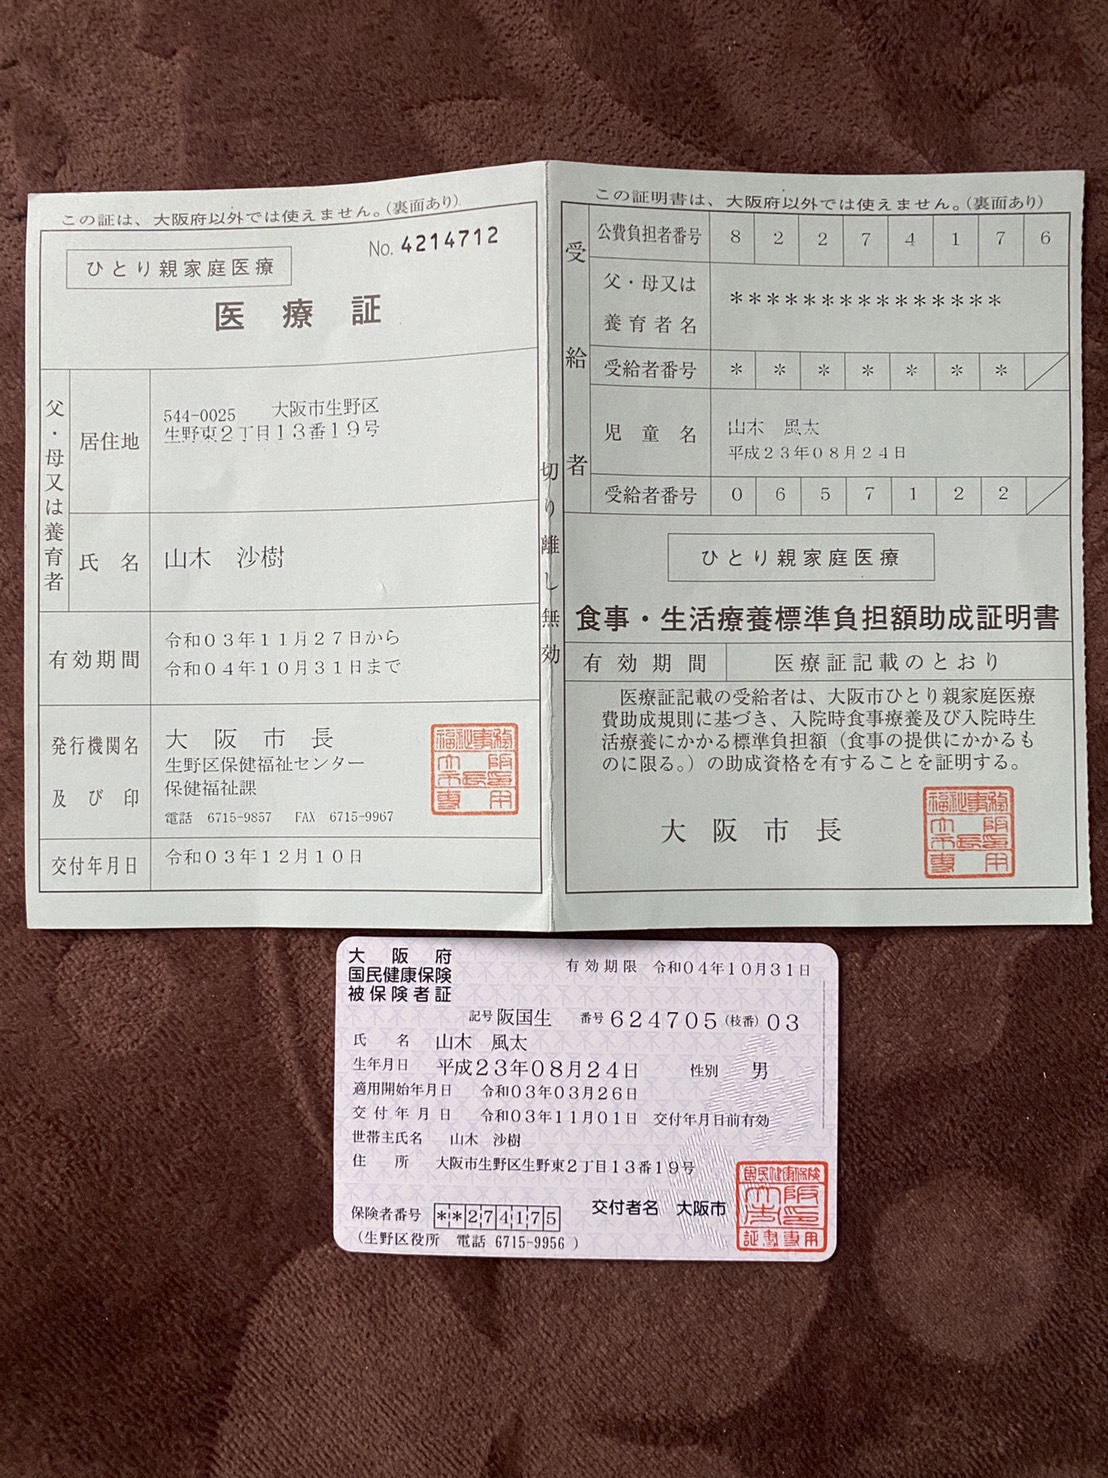 この証は、大阪府以外では使えません。(裏面あり)
No. 4214712
ひとり親家庭医療
医療証
父・母又は養育者
居住地
544-0025 大阪市生野区
生野東2丁目13番19号
氏名
山木 沙樹
有効期間
令和03年11月27日から
令和04年10月31日まで
発行機関名
及び印
大阪市長
生野区保健福祉センター
保健福祉課
電話 6715-9857 FAX 6715-9967
交付年月日
令和03年12月10日
切り離し無効
この証明書は、大阪府以外では使えません。(裏面あり)
受給者
公費負担者番号 8 2 2 7 4 1 7 6
父・母又は
養育者名
***************
受給者番号 * * * * * * *
児童名
山木 風太
平成23年08月24日
受給者番号 0 6 5 7 1 2 2
ひとり親家庭医療
食事・生活療養標準負担額助成証明書
有効期間 医療証記載のとおり
医療証記載の受給者は、大阪市ひとり親家庭医療
費助成規則に基づき、入院時食事療養及び入院時生
活療養にかかる標準負担額(食事の提供にかかるも
のに限る。)の助成資格を有することを証明する。
大阪市長
大阪府
国民健康保険
被保険者証
有効期限 令和04年10月31日
記号 阪国生 番号 624705 (枝番) 03
氏名 山木 風太
生年月日 平成23年08月24日 性別 男
適用開始年月日 令和03年03月26日
交付年月日 令和03年11月01日 交付年月日前有効
世帯主氏名 山木 沙樹
住所 大阪市生野区生野東2丁目13番19号
保険者番号 **274175
交付者名 大阪市
(生野区役所 電話 6715-9956 )
国民健康保険